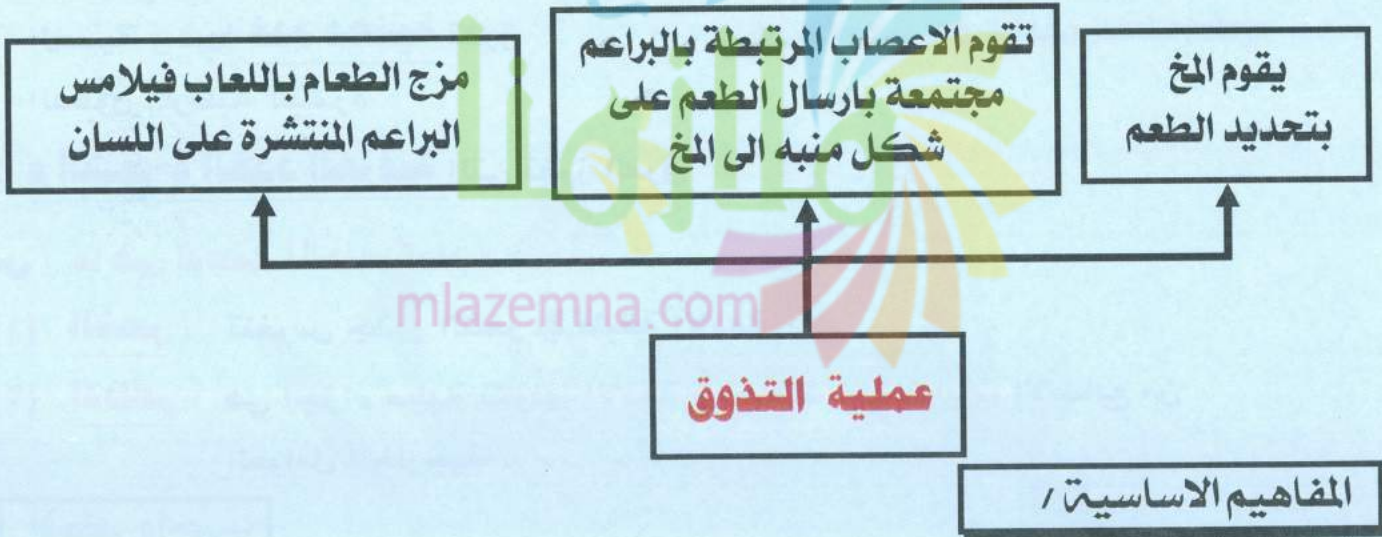 يقوم المخ
بتحديد الطعم
تقوم الاعصاب المرتبطة بالبراعم
مجتمعة بارسال الطعم على
شكل منبه الى المخ
مزج الطعام باللعاب فيلامس
البراعم المنتشرة على اللسان
ملازمنا
mlazemna.com
عملية التذوق
المفاهيم الاساسية /